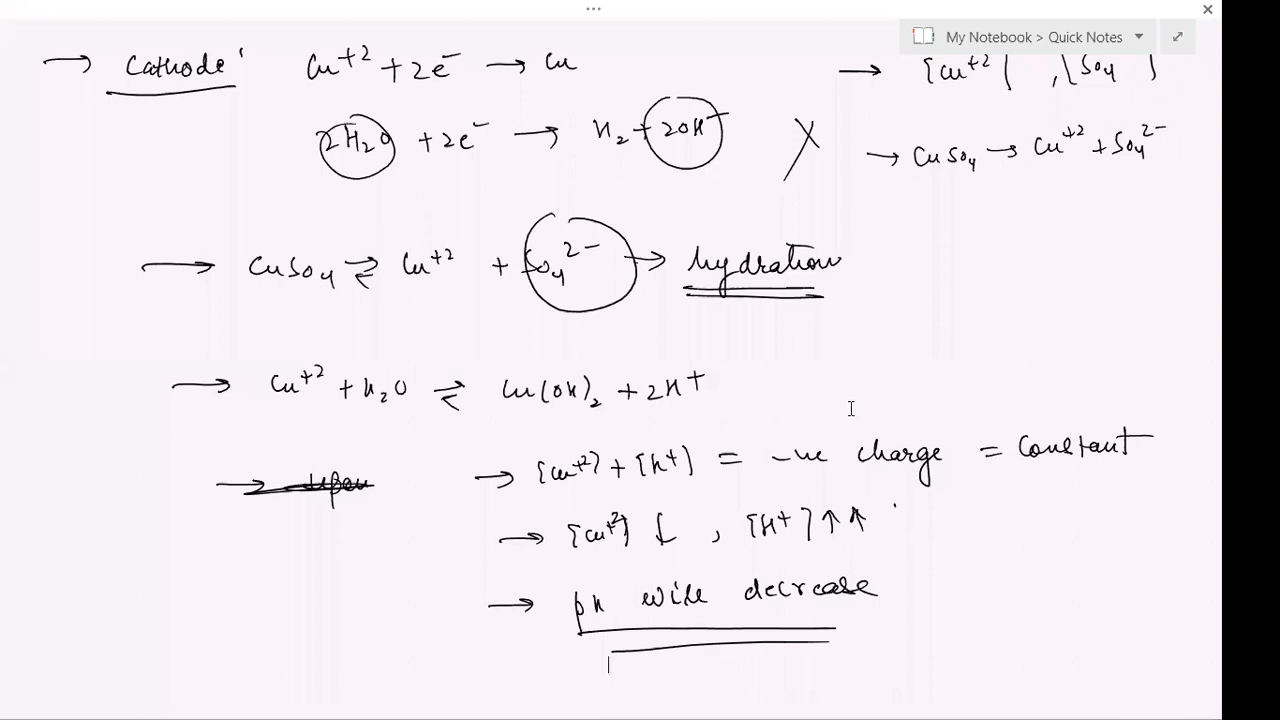 My Notebook > Quick Notes
→ Cathode' Cu+2 + 2e- → Cu
→ [Cu+2] , [SO4 ]
2H2O + 2e- → H2 + 2OH-
→ CuSO4 → Cu+2 + SO4 2-
→ CuSO4 ⇌ Cu+2 + SO4 2- → hydration
→ Cu+2 + H2O ⇌ Cu(OH)2 + 2H+
→ [Cu+2] + [H+] = -ve charge = constant
→ [Cu+2] ↓ , [H+] ↑↑
→ pH will decrease